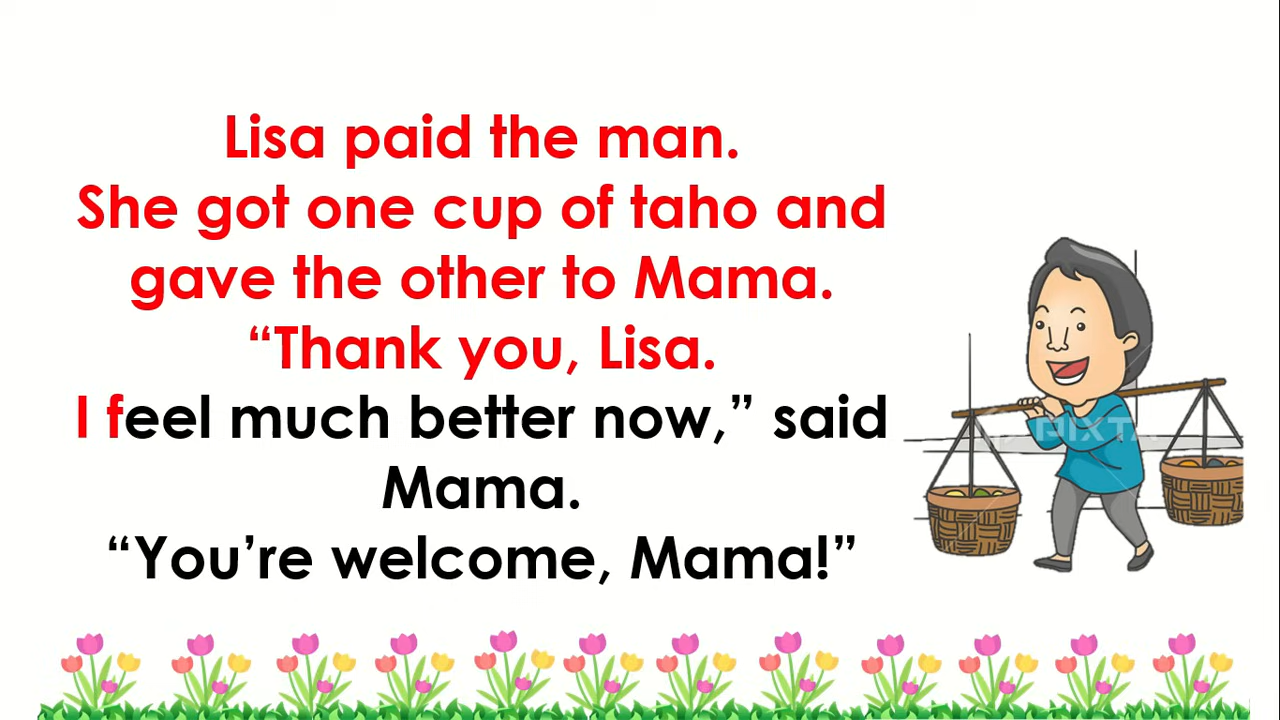 Lisa paid the man.
She got one cup of taho and
gave the other to Mama.
“Thank you, Lisa.
I feel much better now,” said
Mama.
“You’re welcome, Mama!”